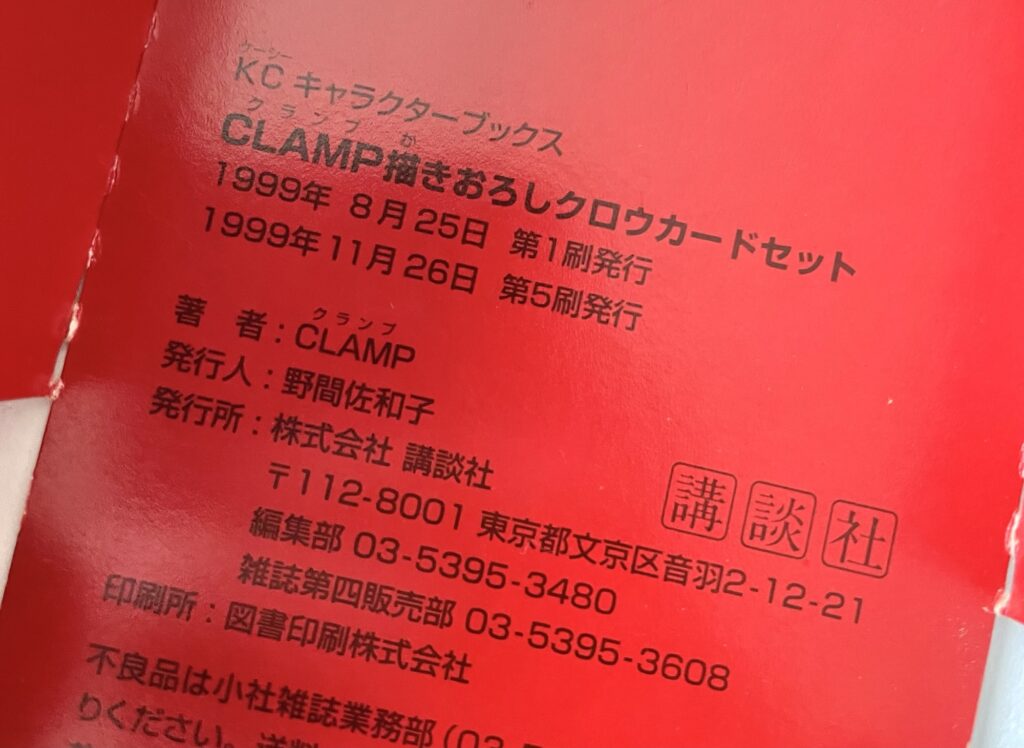 ケーシー
KC キャラクターブックス
クランプ か
CLAMP描きおろしクロウカードセット
1999年 8月25日 第1刷発行
1999年11月26日 第5刷発行
クランプ
著 者：CLAMP
発行人：野間佐和子
発行所：株式会社 講談社
〒112-8001 東京都文京区音羽2-12-21
編集部 03-5395-3480
雑誌第四販売部 03-5395-3608
講談社
印刷所：図書印刷株式会社
不良品は小社雑誌業務部(03-5
りください。送料